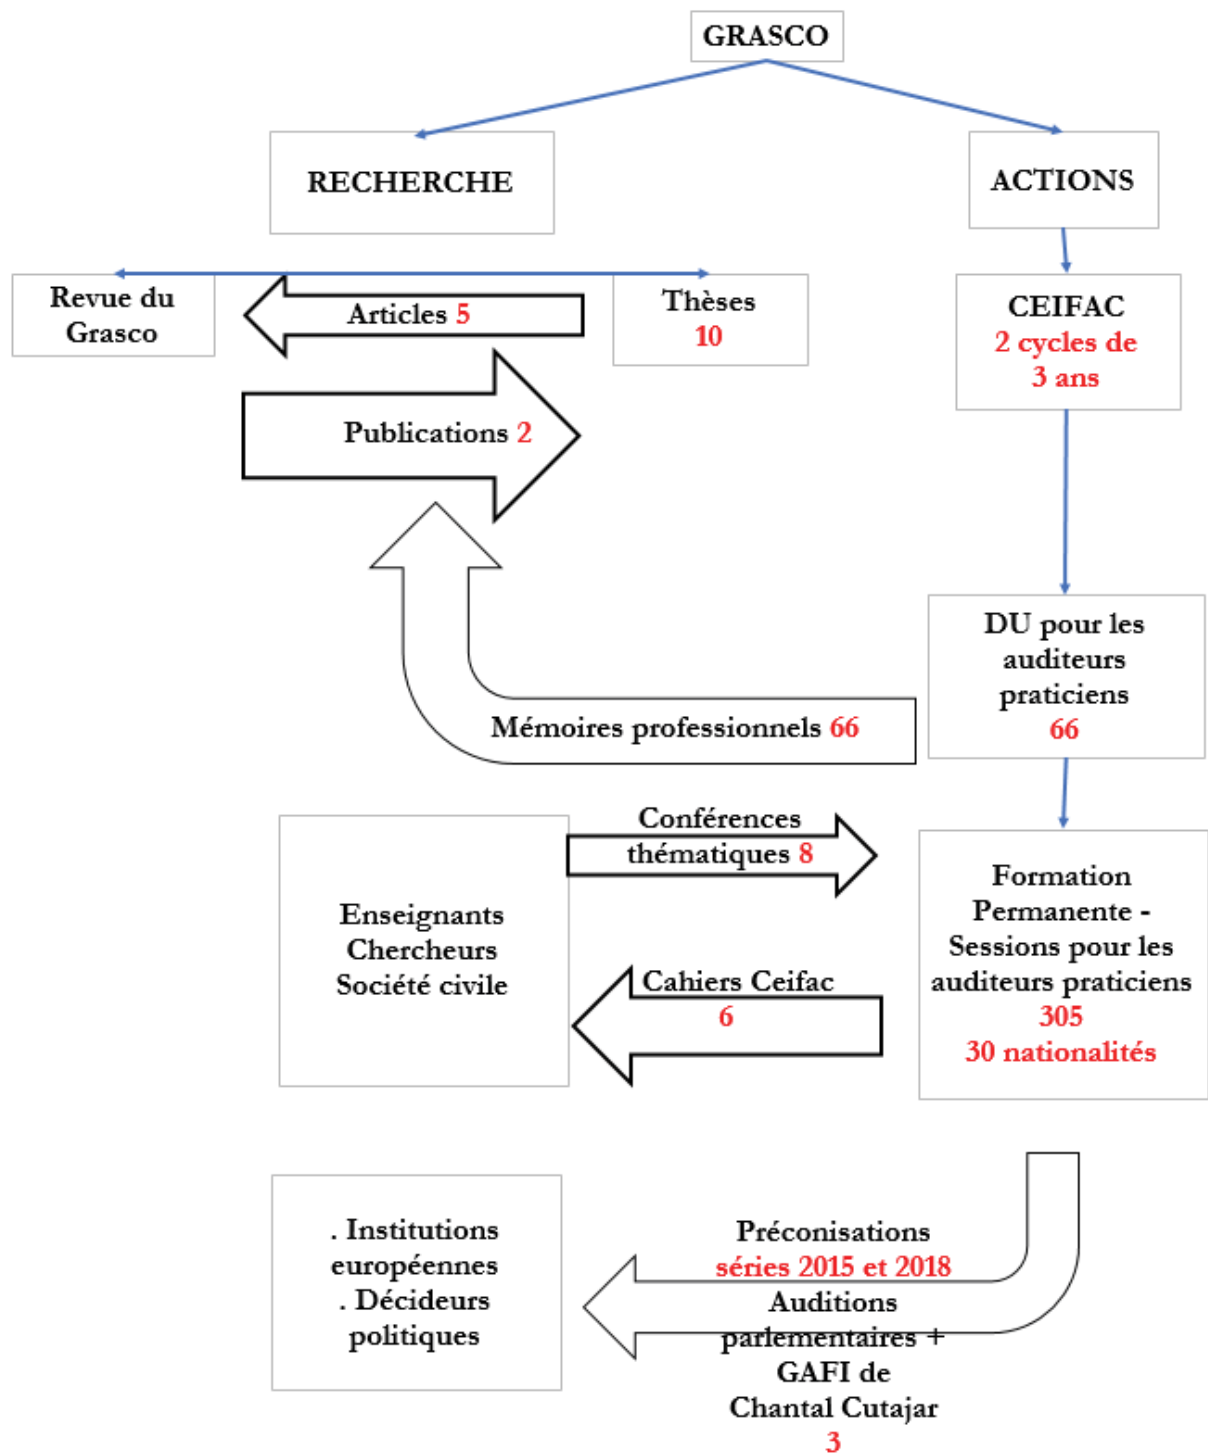 GRASCO
RECHERCHE
ACTIONS
Revue du
Grasco
Articles 5
Thèses
10
CEIFAC
2 cycles de
3 ans
Publications 2
DU pour les
auditeurs
praticiens
66
Mémoires professionnels 66
Conférences
thématiques 8
Enseignants
Chercheurs
Société civile
Cahiers Ceifac
6
Formation
Permanente -
Sessions pour les
auditeurs praticiens
305
30 nationalités
. Institutions
européennes
. Décideurs
politiques
Préconisations
séries 2015 et 2018
Auditions
parlementaires +
GAFI de
Chantal Cutajar
3